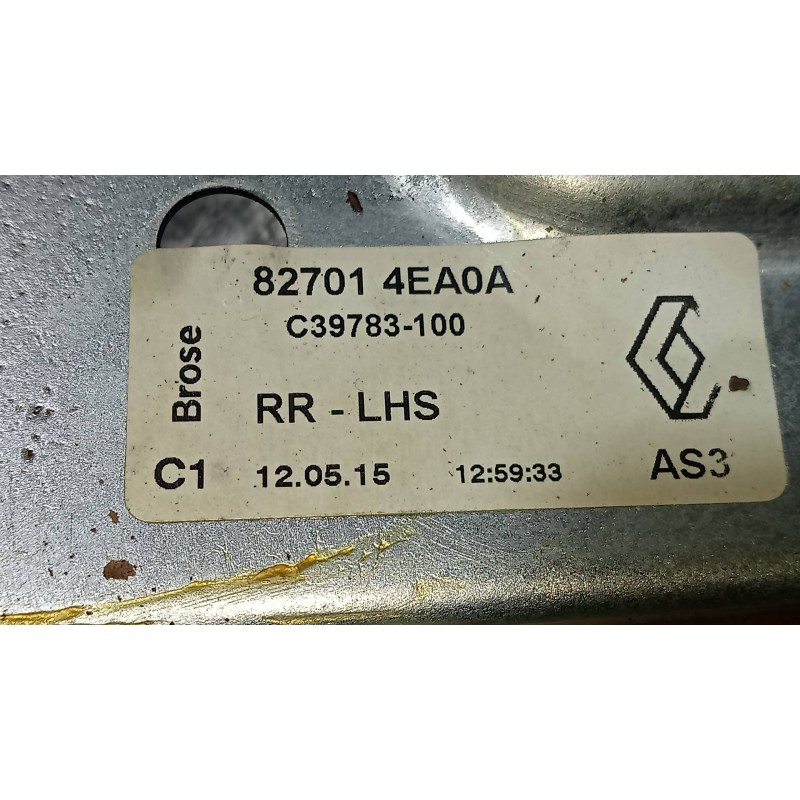 82701 4EA0A
C39783-100
Brose
RR - LHS
C1 12.05.15 12:59:33 AS3